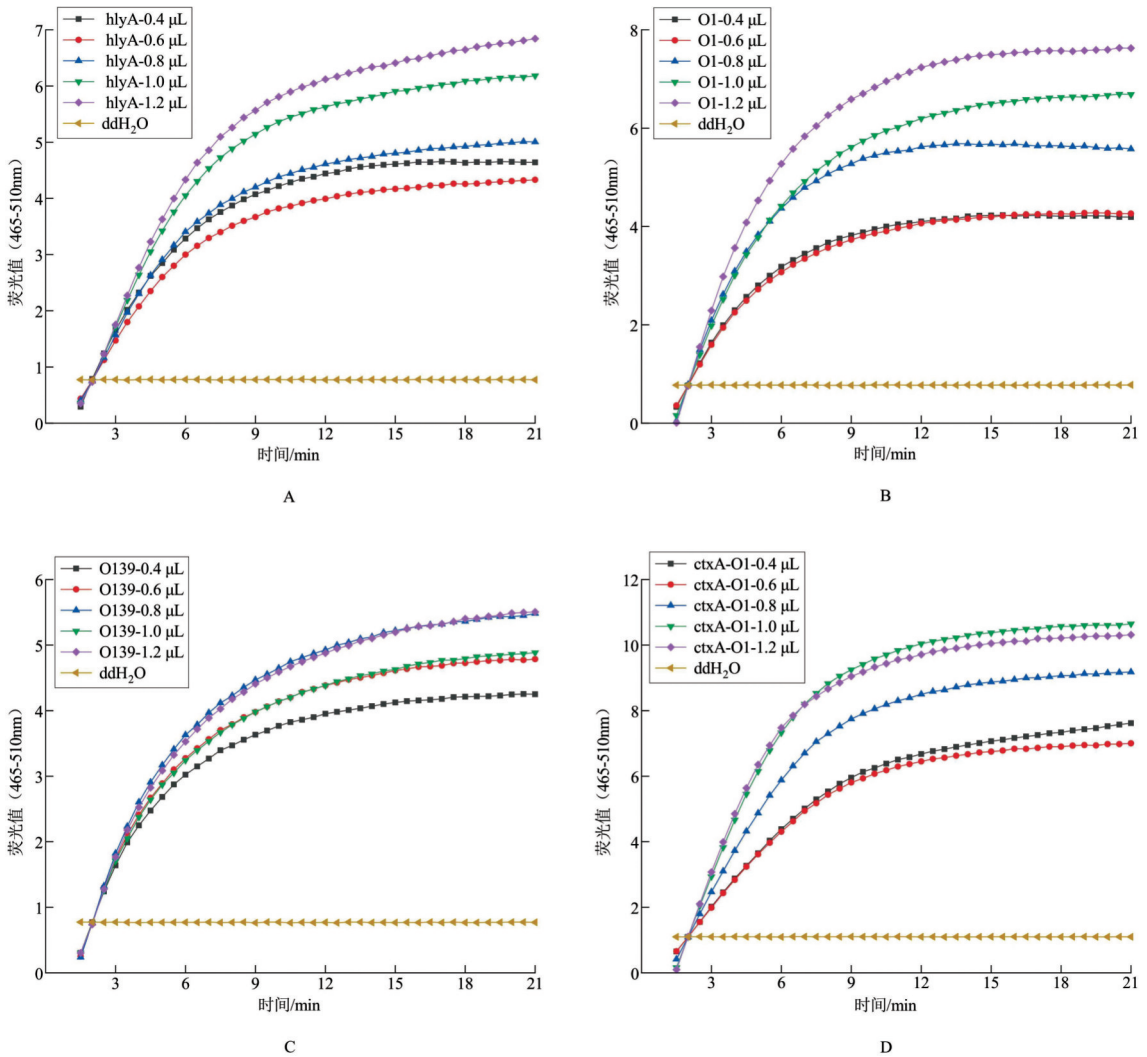 hlyA-0.4 μL
hlyA-0.6 μL
hlyA-0.8 μL
hlyA-1.0 μL
hlyA-1.2 μL
ddH₂O
荧光值（465-510nm）
7
6
5
4
3
2
1
0
3
6
9
12
15
18
21
时间/min
A
O1-0.4 μL
O1-0.6 μL
O1-0.8 μL
O1-1.0 μL
O1-1.2 μL
ddH₂O
荧光值（465-510nm）
8
6
4
2
0
3
6
9
12
15
18
21
时间/min
B
O139-0.4 μL
O139-0.6 μL
O139-0.8 μL
O139-1.0 μL
O139-1.2 μL
ddH₂O
荧光值（465-510nm）
6
5
4
3
2
1
0
3
6
9
12
15
18
21
时间/min
C
ctxA-O1-0.4 μL
ctxA-O1-0.6 μL
ctxA-O1-0.8 μL
ctxA-O1-1.0 μL
ctxA-O1-1.2 μL
ddH₂O
荧光值（465-510nm）
12
10
8
6
4
2
0
3
6
9
12
15
18
21
时间/min
D